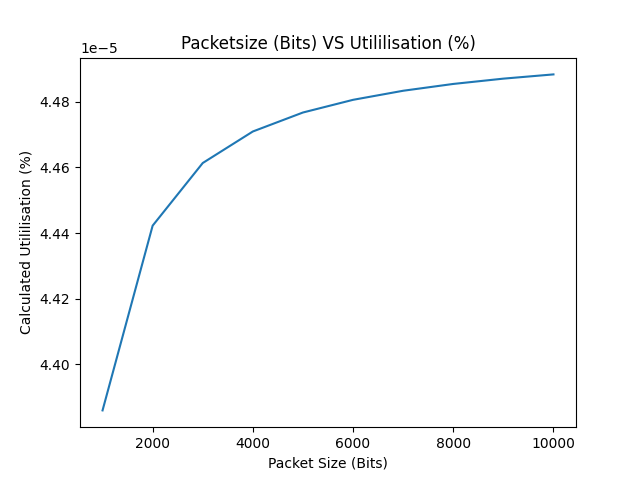 Packetsize (Bits) VS Utililisation (%)
1e−5
4.48
4.46
4.44
4.42
4.40
Calculated Utililisation (%)
2000 4000 6000 8000 10000
Packet Size (Bits)